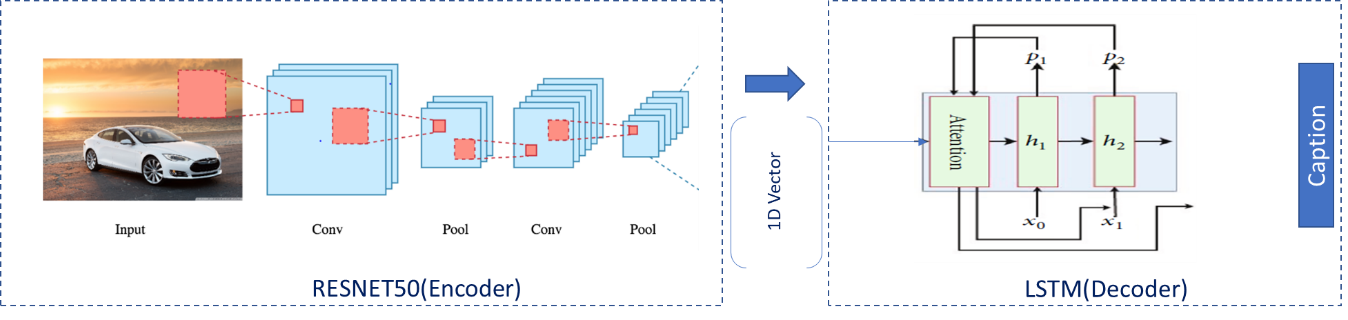 Input
Conv
Pool
Conv
Pool
RESNET50(Encoder)
1D Vector
p1
p2
Attention
h1
h2
x0
x1
LSTM(Decoder)
Caption